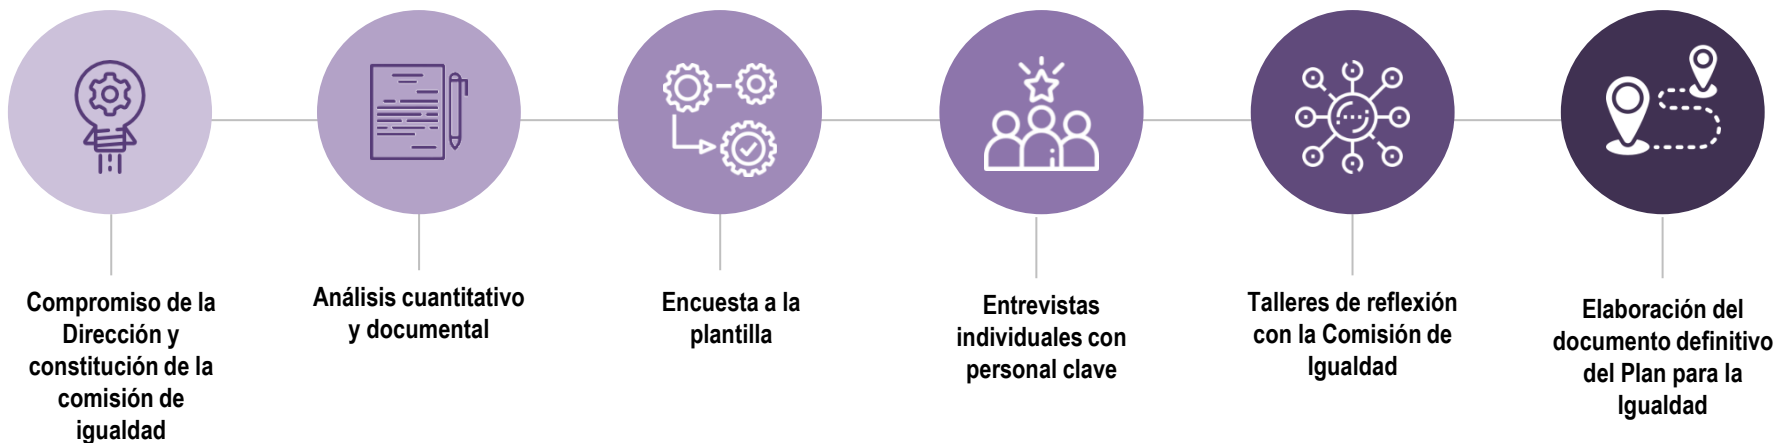 Compromiso de la
Dirección y
constitución de la
comisión de
igualdad
Análisis cuantitativo
y documental
Encuesta a la
plantilla
Entrevistas
individuales con
personal clave
Talleres de reflexión
con la Comisión de
Igualdad
Elaboración del
documento definitivo
del Plan para la
Igualdad